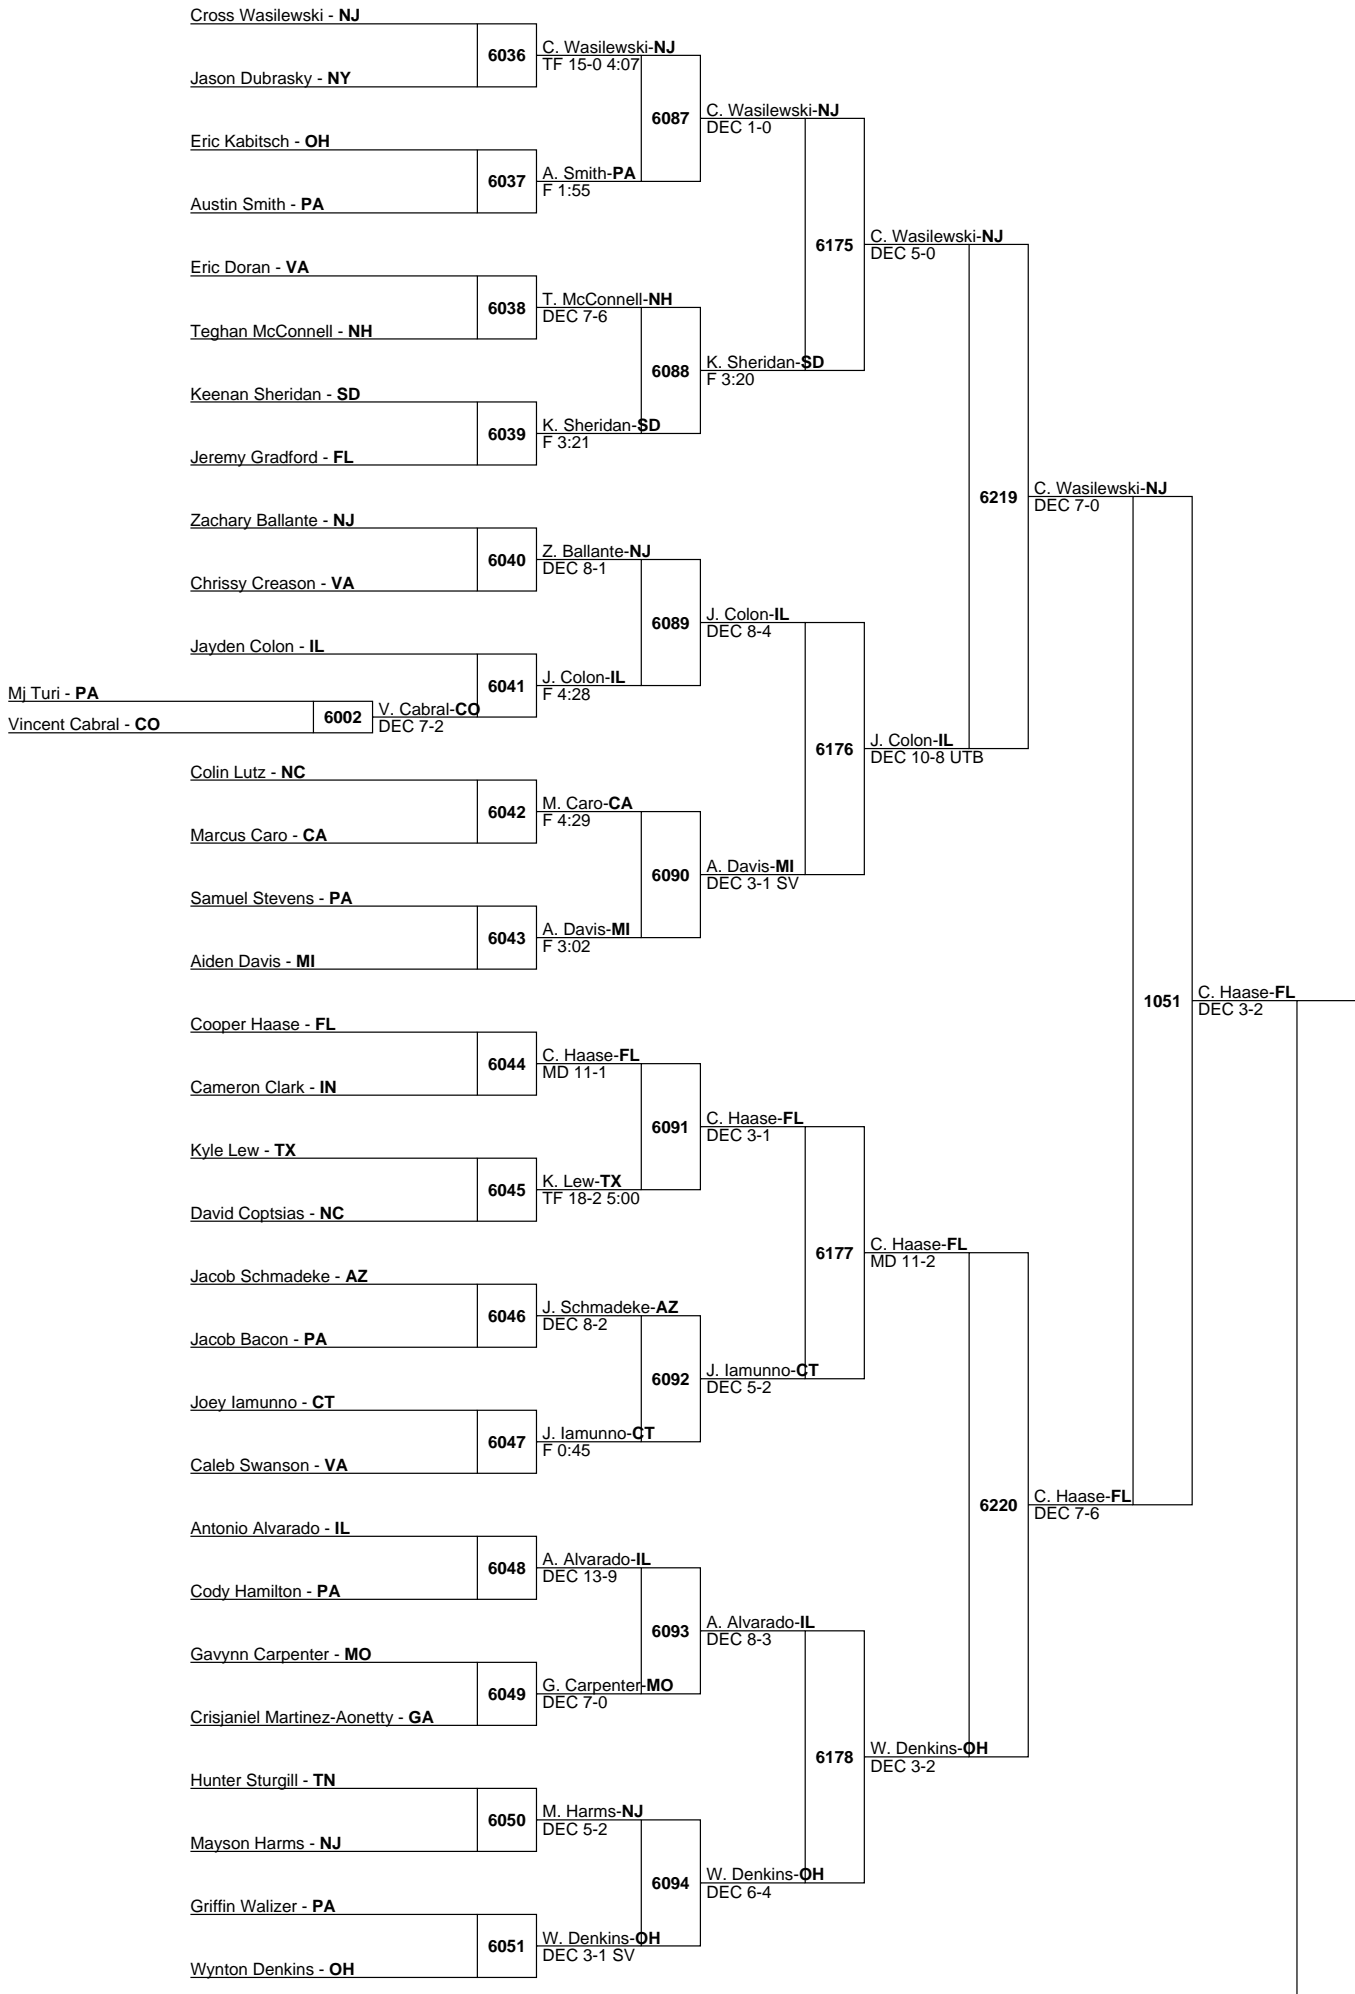 Cross Wasilewski - NJ
6036
C. Wasilewski-NJ
TF 15-0 4:07
Jason Dubrasky - NY
6087
C. Wasilewski-NJ
DEC 1-0
Eric Kabitsch - OH
6037
A. Smith-PA
F 1:55
Austin Smith - PA
6175
C. Wasilewski-NJ
DEC 5-0
Eric Doran - VA
6038
T. McConnell-NH
DEC 7-6
Teghan McConnell - NH
6088
K. Sheridan-SD
F 3:20
Keenan Sheridan - SD
6039
K. Sheridan-SD
F 3:21
Jeremy Gradford - FL
6219
C. Wasilewski-NJ
DEC 7-0
Zachary Ballante - NJ
6040
Z. Ballante-NJ
DEC 8-1
Chrissy Creason - VA
6089
J. Colon-IL
DEC 8-4
Jayden Colon - IL
6041
J. Colon-IL
F 4:28
Mj Turi - PA
6002
V. Cabral-CO
DEC 7-2
Vincent Cabral - CO
6176
J. Colon-IL
DEC 10-8 UTB
Colin Lutz - NC
6042
M. Caro-CA
F 4:29
Marcus Caro - CA
6090
A. Davis-MI
DEC 3-1 SV
Samuel Stevens - PA
6043
A. Davis-MI
F 3:02
Aiden Davis - MI
1051
C. Haase-FL
DEC 3-2
Cooper Haase - FL
6044
C. Haase-FL
MD 11-1
Cameron Clark - IN
6091
C. Haase-FL
DEC 3-1
Kyle Lew - TX
6045
K. Lew-TX
TF 18-2 5:00
David Coptsias - NC
6177
C. Haase-FL
MD 11-2
Jacob Schmadeke - AZ
6046
J. Schmadeke-AZ
DEC 8-2
Jacob Bacon - PA
6092
J. Iamunno-CT
DEC 5-2
Joey Iamunno - CT
6047
J. Iamunno-CT
F 0:45
Caleb Swanson - VA
6220
C. Haase-FL
DEC 7-6
Antonio Alvarado - IL
6048
A. Alvarado-IL
DEC 13-9
Cody Hamilton - PA
6093
A. Alvarado-IL
DEC 8-3
Gavynn Carpenter - MO
6049
G. Carpenter-MO
DEC 7-0
Crisjaniel Martinez-Aonetty - GA
6178
W. Denkins-OH
DEC 3-2
Hunter Sturgill - TN
6050
M. Harms-NJ
DEC 5-2
Mayson Harms - NJ
6094
W. Denkins-OH
DEC 6-4
Griffin Walizer - PA
6051
W. Denkins-OH
DEC 3-1 SV
Wynton Denkins - OH